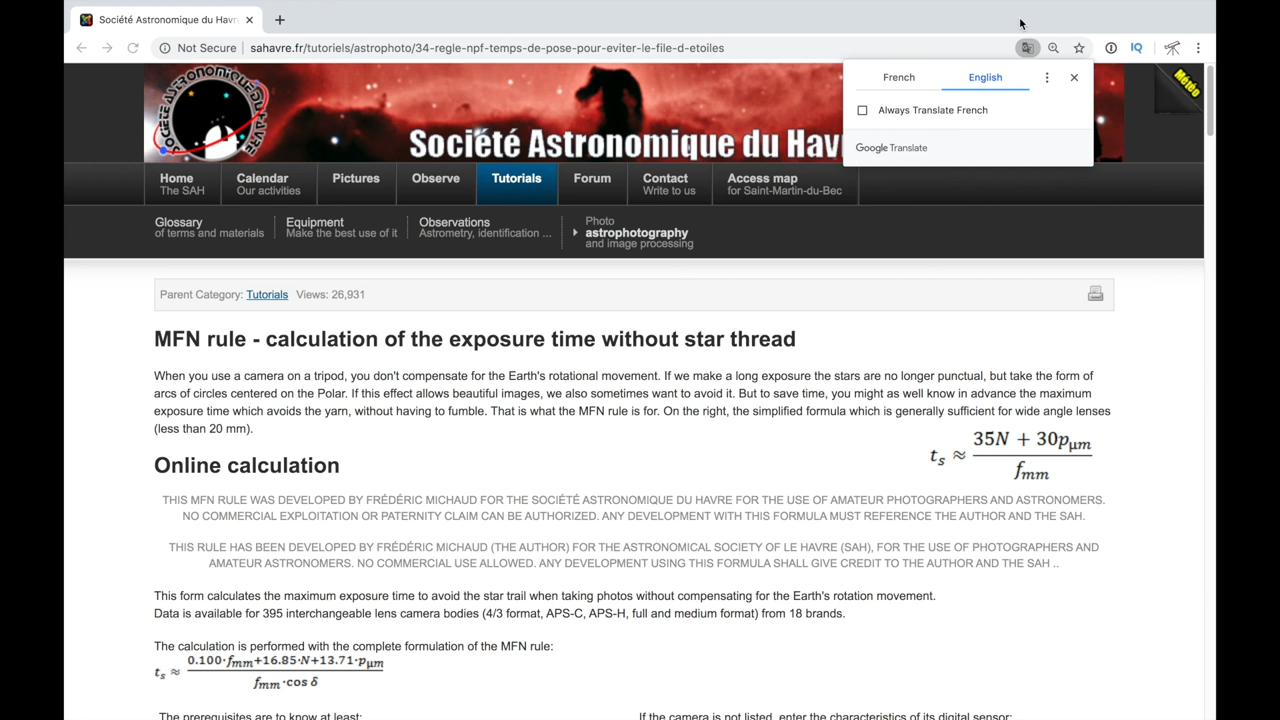 Société Astronomique du Havre
Not Secure
sahavre.fr/tutoriels/astrophoto/34-regle-npf-temps-de-pose-pour-eviter-le-file-d-etoiles
IQ
French
English
Always Translate French
Google Translate
SOCIÉTÉ ASTRONOMIQUE DU HAVRE
Société Astronomique du Hav
Météo
Home
The SAH
Calendar
Our activities
Pictures
Observe
Tutorials
Forum
Contact
Write to us
Access map
for Saint-Martin-du-Bec
Glossary
of terms and materials
Equipment
Make the best use of it
Observations
Astrometry, identification ...
Photo
astrophotography
and image processing
Parent Category: Tutorials Views: 26,931
MFN rule - calculation of the exposure time without star thread
When you use a camera on a tripod, you don't compensate for the Earth's rotational movement. If we make a long exposure the stars are no longer punctual, but take the form of
arcs of circles centered on the Polar. If this effect allows beautiful images, we also sometimes want to avoid it. But to save time, you might as well know in advance the maximum
exposure time which avoids the yarn, without having to fumble. That is what the MFN rule is for. On the right, the simplified formula which is generally sufficient for wide angle lenses
(less than 20 mm).
tₛ ≈ (35N + 30pμm) / fmm
Online calculation
THIS MFN RULE WAS DEVELOPED BY FRÉDÉRIC MICHAUD FOR THE SOCIÉTÉ ASTRONOMIQUE DU HAVRE FOR THE USE OF AMATEUR PHOTOGRAPHERS AND ASTRONOMERS.
NO COMMERCIAL EXPLOITATION OR PATERNITY CLAIM CAN BE AUTHORIZED. ANY DEVELOPMENT WITH THIS FORMULA MUST REFERENCE THE AUTHOR AND THE SAH.
THIS RULE HAS BEEN DEVELOPED BY FRÉDÉRIC MICHAUD (THE AUTHOR) FOR THE ASTRONOMICAL SOCIETY OF LE HAVRE (SAH), FOR THE USE OF PHOTOGRAPHERS AND
AMATEUR ASTRONOMERS. NO COMMERCIAL USE ALLOWED. ANY DEVELOPMENT USING THIS FORMULA SHALL GIVE CREDIT TO THE AUTHOR AND THE SAH ..
This form calculates the maximum exposure time to avoid the star trail when taking photos without compensating for the Earth's rotation movement.
Data is available for 395 interchangeable lens camera bodies (4/3 format, APS-C, APS-H, full and medium format) from 18 brands.
The calculation is performed with the complete formulation of the MFN rule:
tₛ ≈ (0.100·fmm+16.85·N+13.71·pμm) / (fmm·cos δ)
The prerequisites are to know at least:
If the camera is not listed, enter the characteristics of its digital sensor: